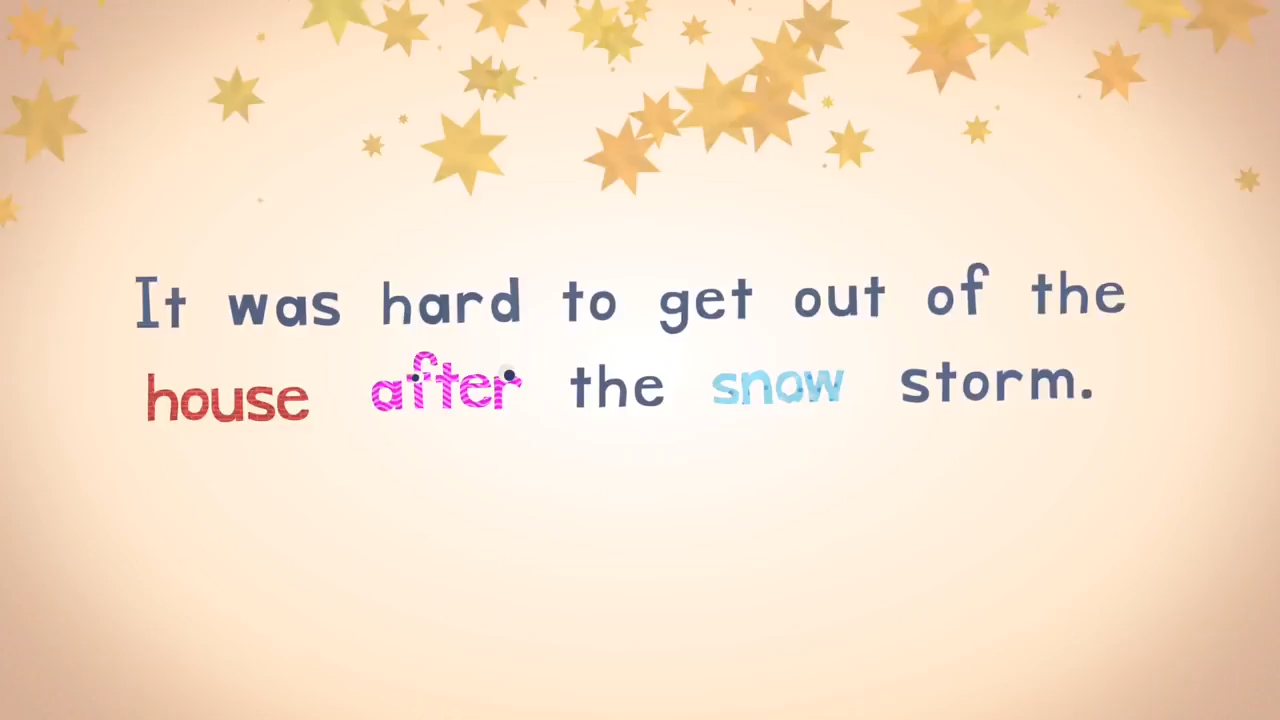 It was hard to get out of the
house after the snow storm.